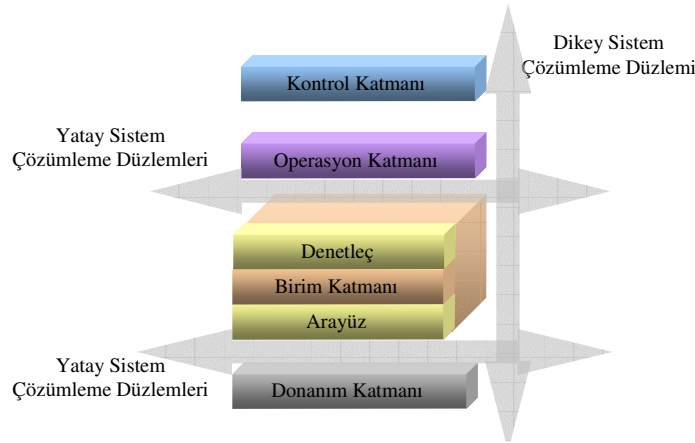 Dikey Sistem
Çözümleme Düzlemi
Kontrol Katmanı
Yatay Sistem
Çözümleme Düzlemleri
Operasyon Katmanı
Denetleç
Birim Katmanı
Arayüz
Yatay Sistem
Çözümleme Düzlemleri
Donanım Katmanı